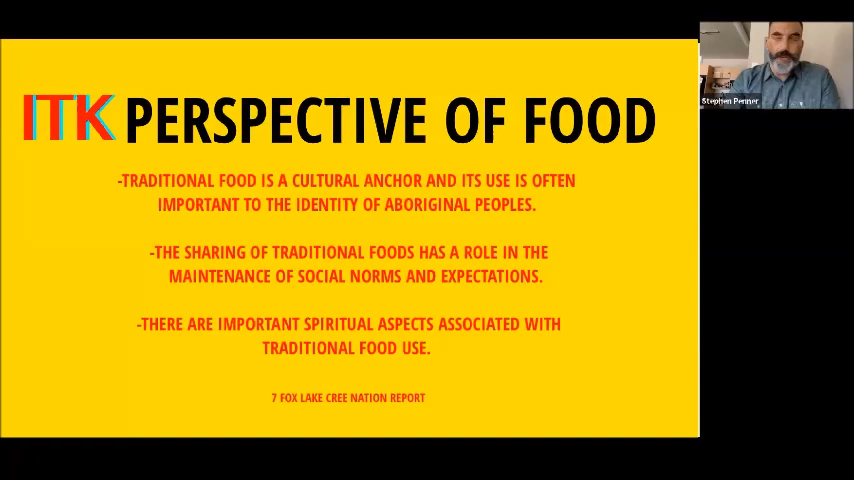 ITK PERSPECTIVE OF FOOD
-TRADITIONAL FOOD IS A CULTURAL ANCHOR AND ITS USE IS OFTEN
IMPORTANT TO THE IDENTITY OF ABORIGINAL PEOPLES.
-THE SHARING OF TRADITIONAL FOODS HAS A ROLE IN THE
MAINTENANCE OF SOCIAL NORMS AND EXPECTATIONS.
-THERE ARE IMPORTANT SPIRITUAL ASPECTS ASSOCIATED WITH
TRADITIONAL FOOD USE.
7 FOX LAKE CREE NATION REPORT
Stephen Penner